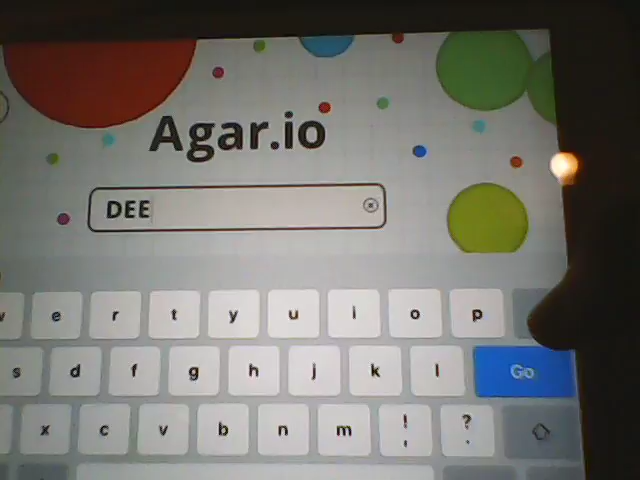 Agar.io
DEE
e r t y u i o p
s d f g h j k l Go
x c v b n m ! , ? .